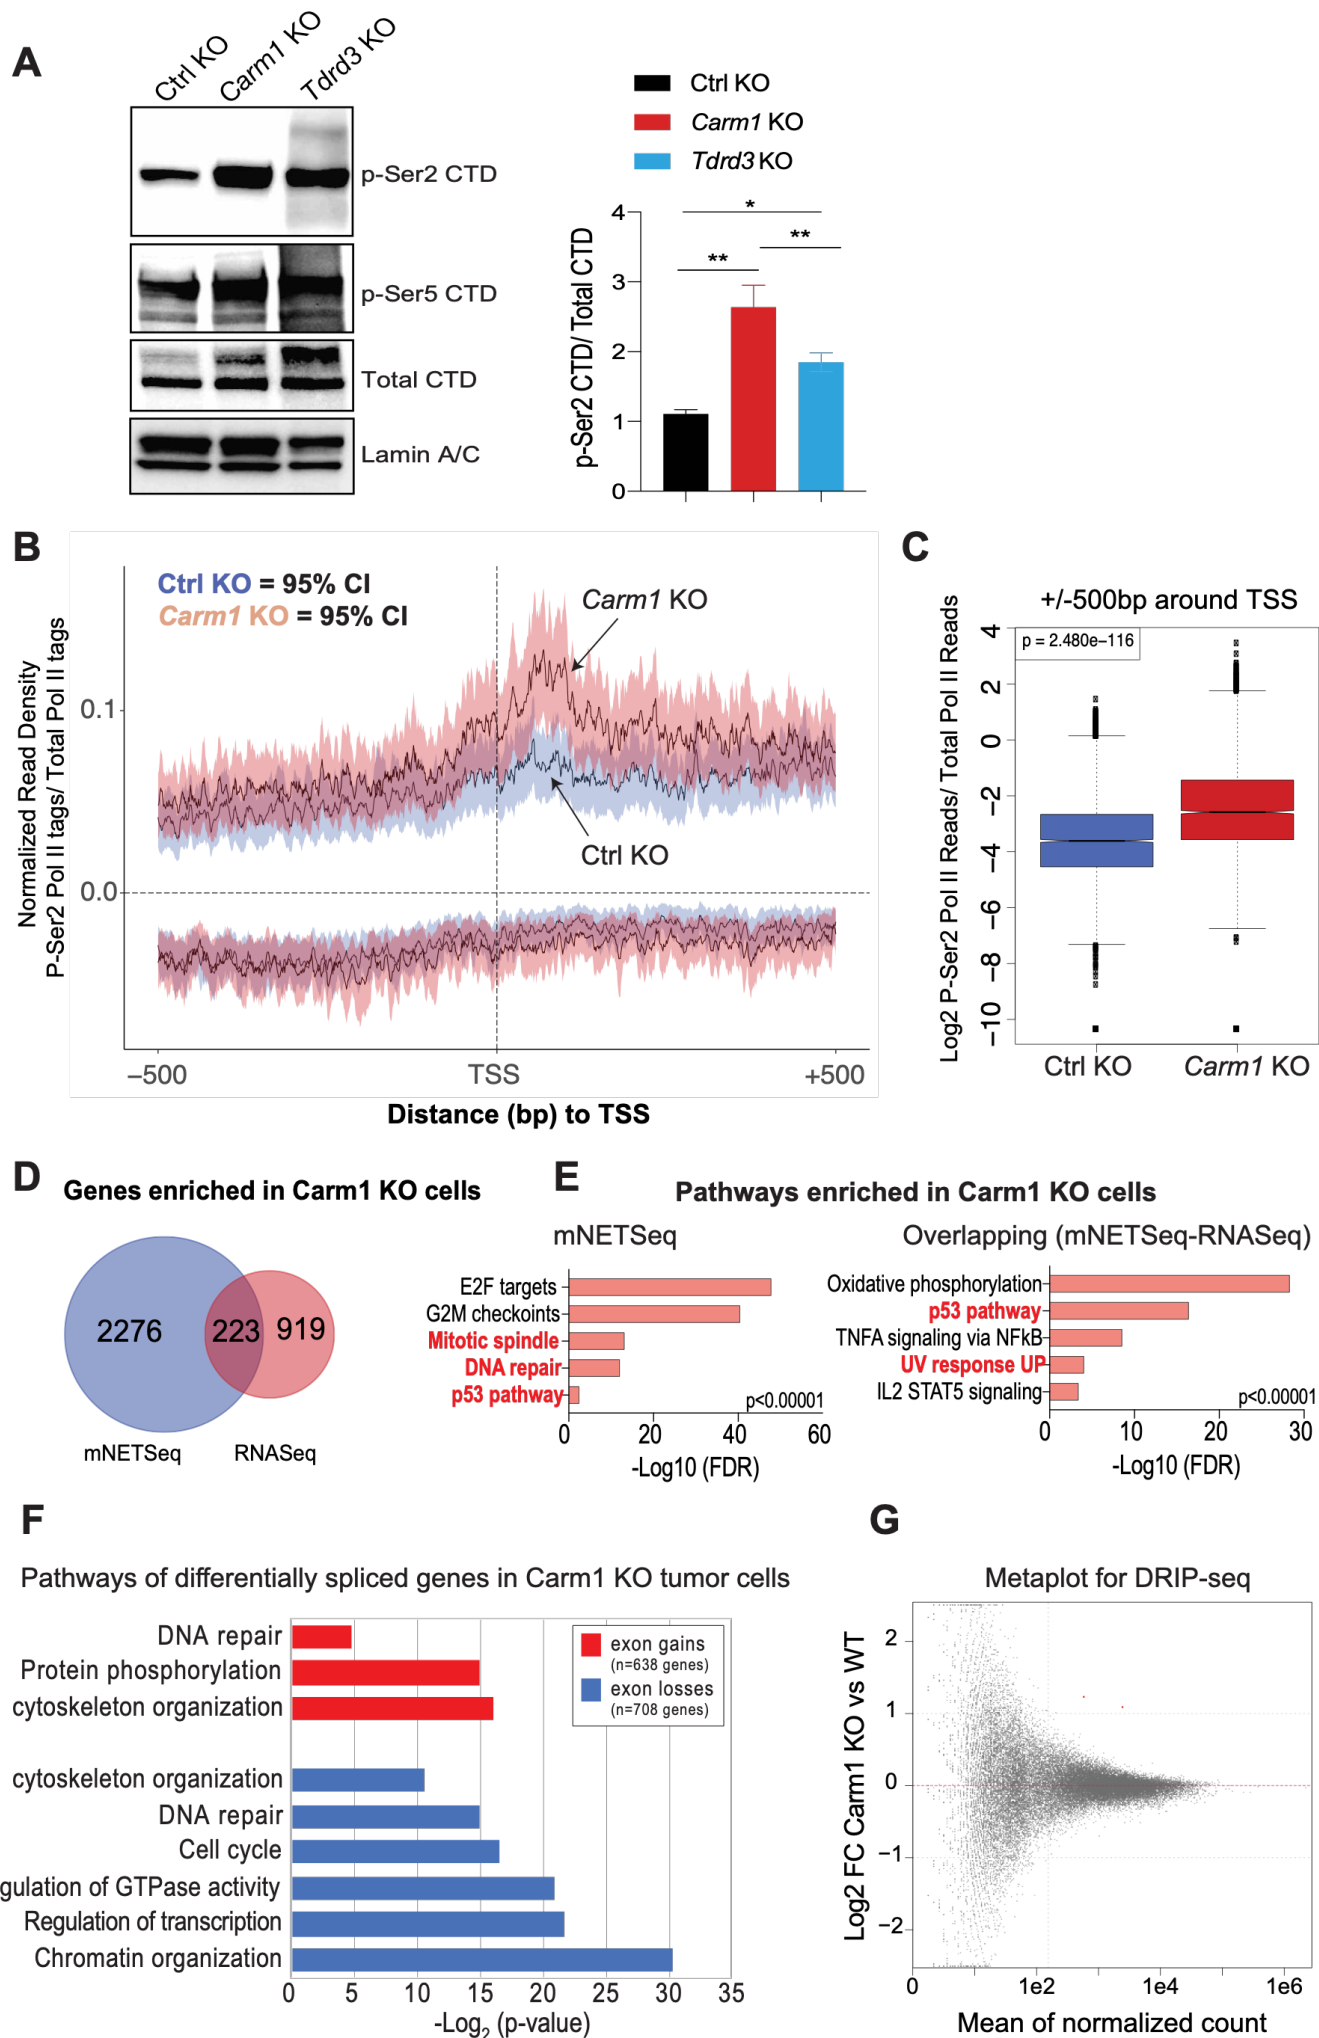 A
Ctrl KO
Carm1 KO
Tdrd3 KO
p-Ser2 CTD
p-Ser5 CTD
Total CTD
Lamin A/C
Ctrl KO
Carm1 KO
Tdrd3 KO
p-Ser2 CTD/ Total CTD
4
3
2
1
0
*
**
**
B
Normalized Read Density
P-Ser2 Pol II tags/ Total Pol II tags
Ctrl KO = 95% CI
Carm1 KO = 95% CI
Carm1 KO
Ctrl KO
0.1
0.0
−500
TSS
+500
Distance (bp) to TSS
C
+/-500bp around TSS
p = 2.480e−116
Log2 P-Ser2 Pol II Reads/ Total Pol II Reads
4
2
0
−2
−4
−6
−8
−10
Ctrl KO
Carm1 KO
D
Genes enriched in Carm1 KO cells
2276
223
919
mNETSeq
RNASeq
E
Pathways enriched in Carm1 KO cells
mNETSeq
E2F targets
G2M checkoints
Mitotic spindle
DNA repair
p53 pathway
p<0.00001
0
20
40
60
-Log10 (FDR)
Overlapping (mNETSeq-RNASeq)
Oxidative phosphorylation
p53 pathway
TNFA signaling via NFkB
UV response UP
IL2 STAT5 signaling
p<0.00001
0
10
20
30
-Log10 (FDR)
F
Pathways of differentially spliced genes in Carm1 KO tumor cells
DNA repair
Protein phosphorylation
cytoskeleton organization
cytoskeleton organization
DNA repair
Cell cycle
gulation of GTPase activity
Regulation of transcription
Chromatin organization
exon gains
(n=638 genes)
exon losses
(n=708 genes)
0
5
10
15
20
25
30
35
-Log2 (p-value)
G
Metaplot for DRIP-seq
Log2 FC Carm1 KO vs WT
2
1
0
−1
−2
0
1e2
1e4
1e6
Mean of normalized count